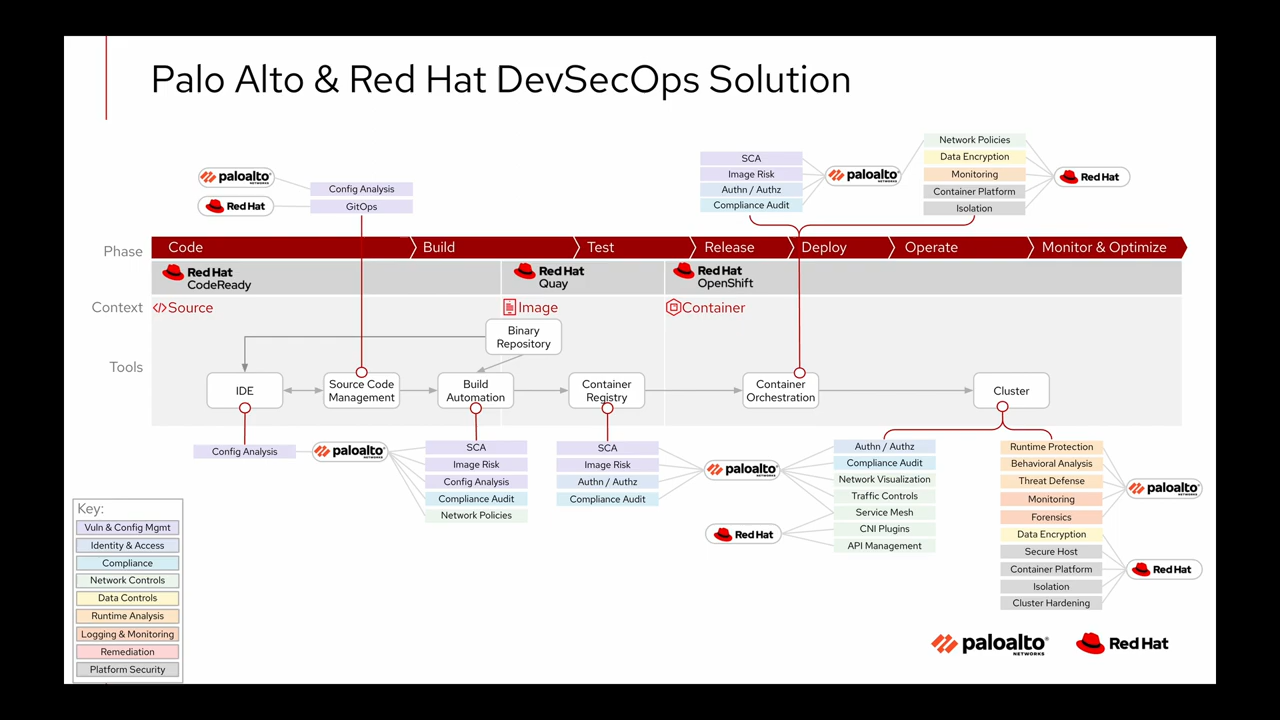 Palo Alto & Red Hat DevSecOps Solution
paloalto
NETWORKS
Red Hat
Config Analysis
GitOps
SCA
Image Risk
Authn / Authz
Compliance Audit
paloalto
NETWORKS
Network Policies
Data Encryption
Monitoring
Container Platform
Isolation
Red Hat
Phase
Code
Build
Test
Release
Deploy
Operate
Monitor & Optimize
Red Hat
CodeReady
Red Hat
Quay
Red Hat
OpenShift
Context
</> Source
Image
Container
Tools
Binary
Repository
IDE
Source Code
Management
Build
Automation
Container
Registry
Container
Orchestration
Cluster
Config Analysis
paloalto
NETWORKS
SCA
Image Risk
Config Analysis
Compliance Audit
Network Policies
SCA
Image Risk
Authn / Authz
Compliance Audit
paloalto
NETWORKS
Red Hat
Authn / Authz
Compliance Audit
Network Visualization
Traffic Controls
Service Mesh
CNI Plugins
API Management
Runtime Protection
Behavioral Analysis
Threat Defense
Monitoring
Forensics
Data Encryption
Secure Host
Container Platform
Isolation
Cluster Hardening
paloalto
NETWORKS
Red Hat
Key:
Vuln & Config Mgmt
Identity & Access
Compliance
Network Controls
Data Controls
Runtime Analysis
Logging & Monitoring
Remediation
Platform Security
paloalto
NETWORKS
Red Hat